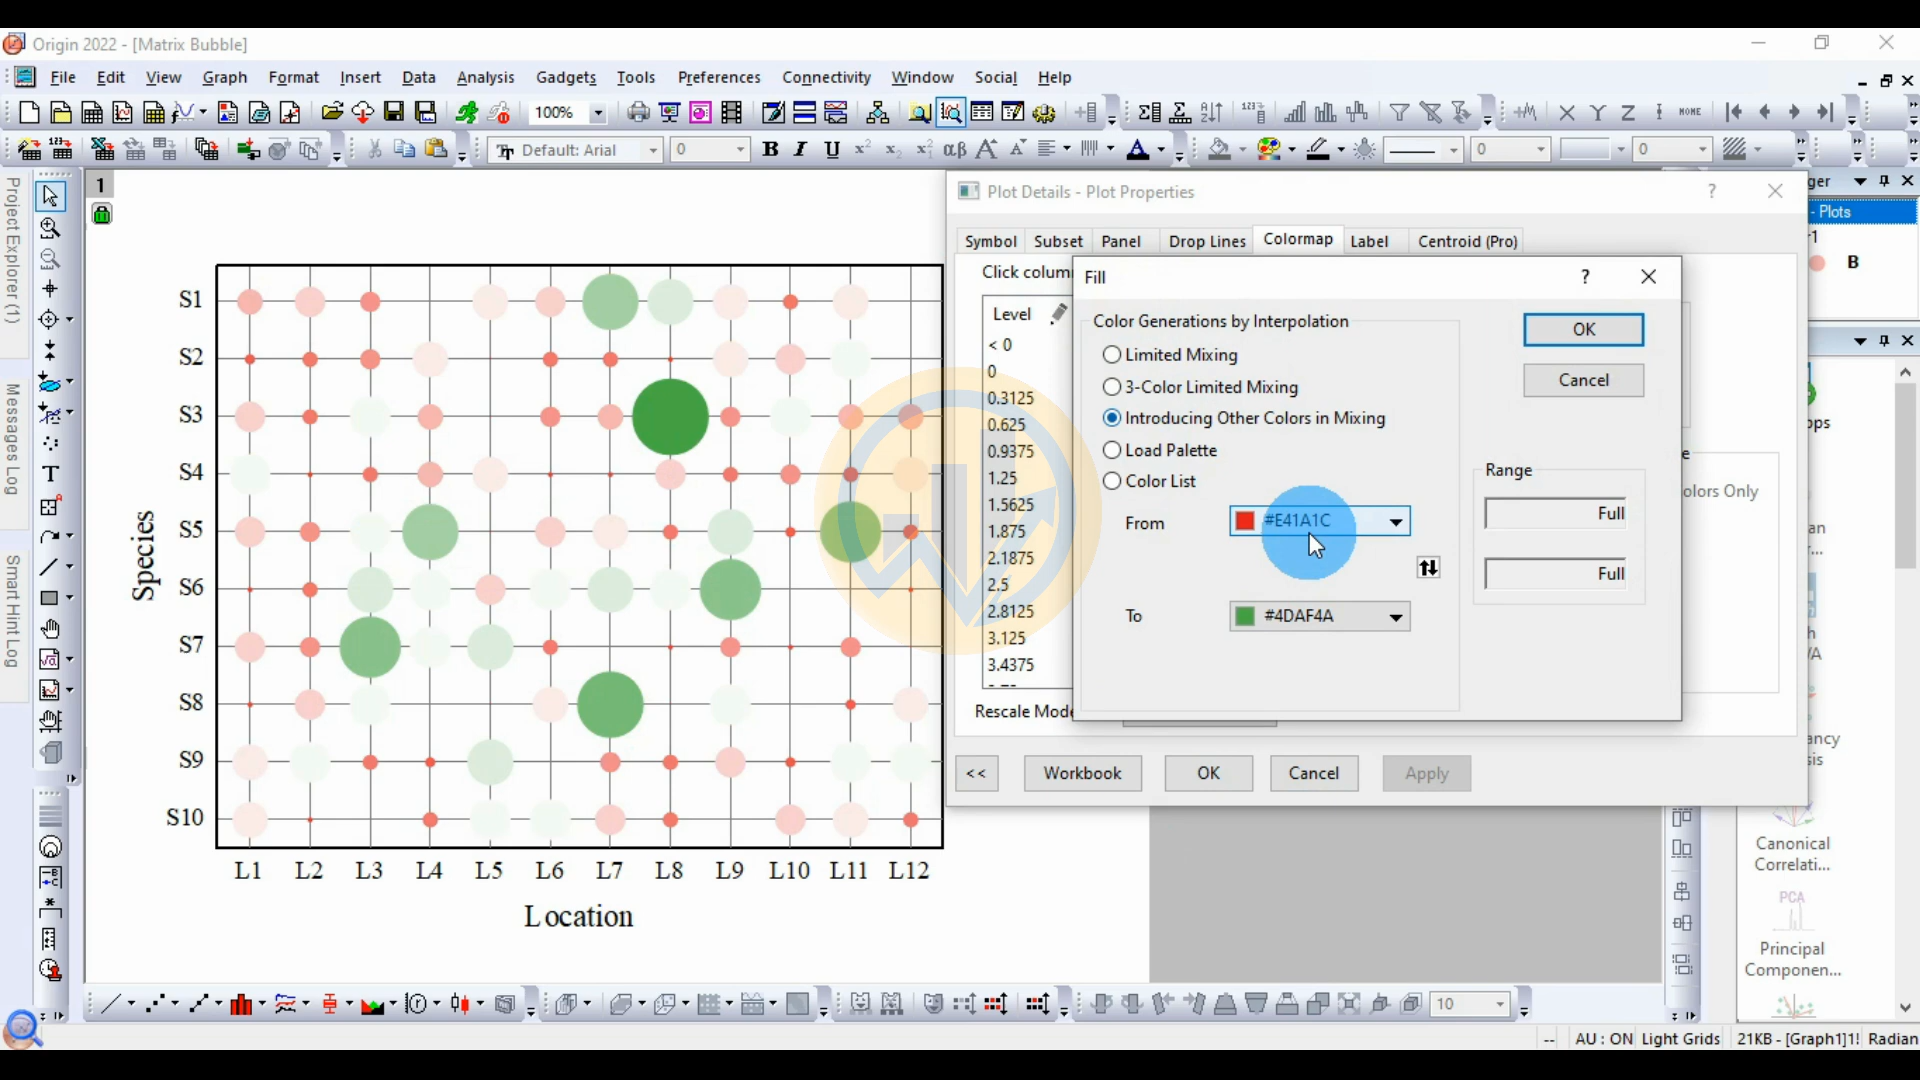 Origin 2022 - [Matrix Bubble]
File Edit View Graph Format Insert Data Analysis Gadgets Tools Preferences Connectivity Window Social Help
100%
Default: Arial 0 B I U αβ 0 0
Project Explorer (1)
Messages Log
Smart Hint Log
1
Plot Details - Plot Properties
Symbol Subset Panel Drop Lines Colormap Label Centroid (Pro)
Click colum
Level
< 0
0
0.3125
0.625
0.9375
1.25
1.5625
1.875
2.1875
2.5
2.8125
3.125
3.4375
Rescale Mode
<< Workbook OK Cancel Apply
Fill
Color Generations by Interpolation
Limited Mixing
3-Color Limited Mixing
Introducing Other Colors in Mixing
Load Palette
Color List
From #E41A1C
To #4DAF4A
OK
Cancel
Range
Full
Full
olors Only
ger
- Plots
B
Canonical
Correlati...
PCA
Principal
Componen...
Species
S1
S2
S3
S4
S5
S6
S7
S8
S9
S10
L1 L2 L3 L4 L5 L6 L7 L8 L9 L10 L11 L12
Location
10
-- AU : ON Light Grids 21KB - [Graph1]1! Radian